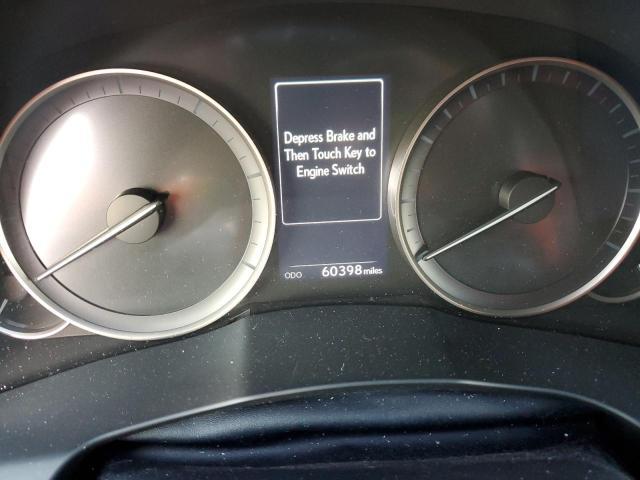 Depress Brake and
Then Touch Key to
Engine Switch
ODO 60398 miles